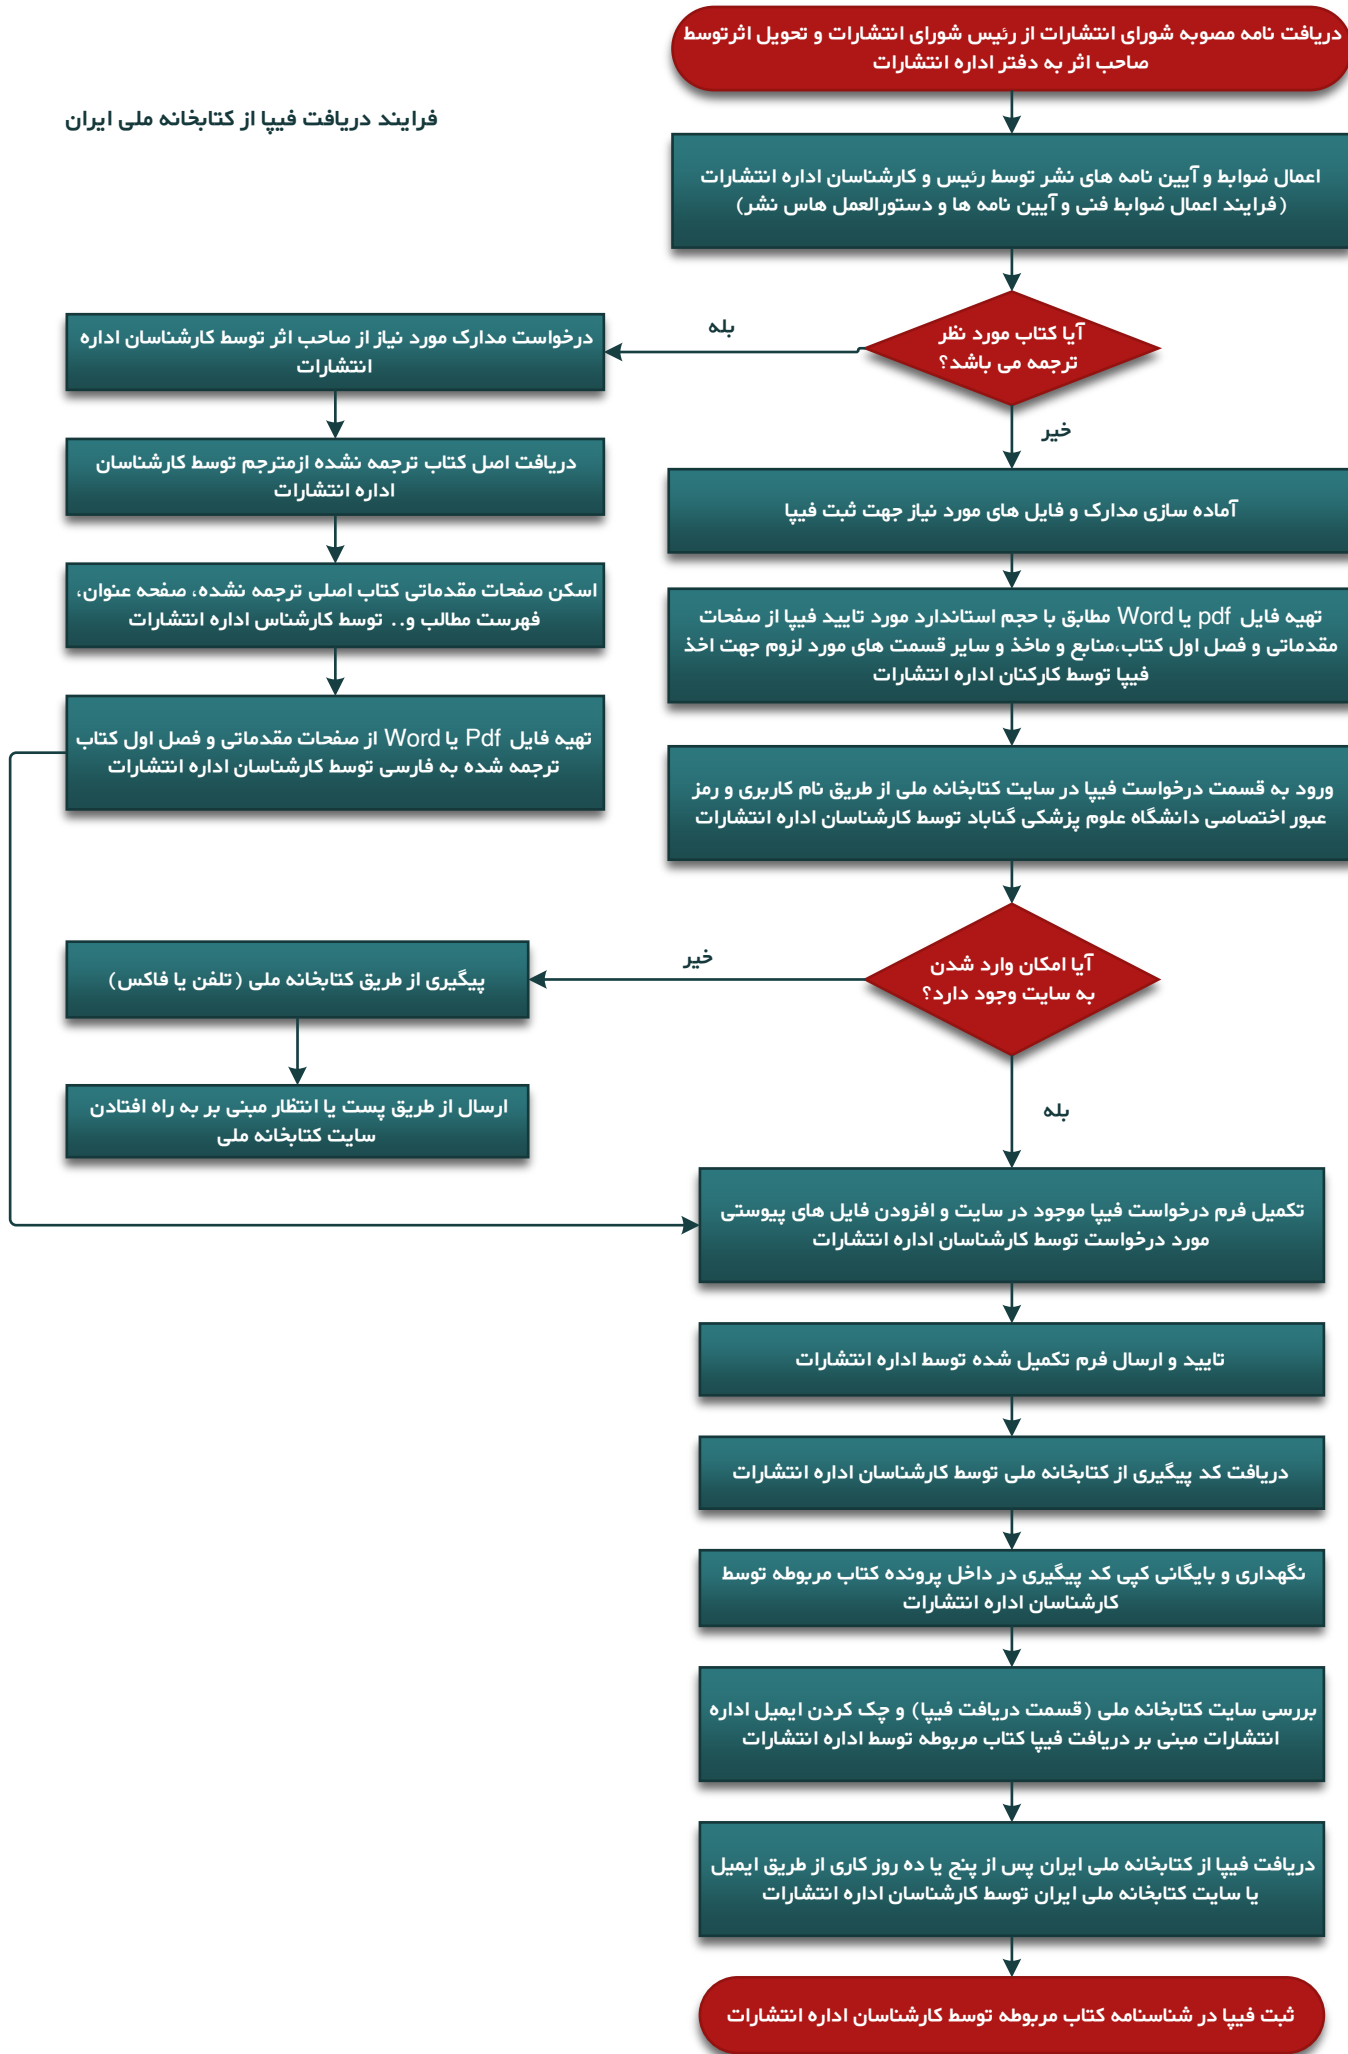 دریافت نامه مصوبه شورای انتشارات از رئیس شورای انتشارات و تحویل اثرتوسط
صاحب اثر به دفتر اداره انتشارات
فرایند دریافت فیپا از کتابخانه ملی ایران
اعمال ضوابط و آیین نامه های نشر توسط رئیس و کارشناسان اداره انتشارات
(فرایند اعمال ضوابط فنی و آیین نامه ها و دستورالعمل هاس نشر)
آیا کتاب مورد نظر
ترجمه می باشد؟
بله
درخواست مدارک مورد نیاز از صاحب اثر توسط کارشناسان اداره
انتشارات
دریافت اصل کتاب ترجمه نشده ازمترجم توسط کارشناسان
اداره انتشارات
اسکن صفحات مقدماتی کتاب اصلی ترجمه نشده، صفحه عنوان،
فهرست مطالب و.. توسط کارشناس اداره انتشارات
تهیه فایل Pdf یا Word از صفحات مقدماتی و فصل اول کتاب
ترجمه شده به فارسی توسط کارشناسان اداره انتشارات
خیر
آماده سازی مدارک و فایل های مورد نیاز جهت ثبت فیپا
تهیه فایل pdf یا Word مطابق با حجم استاندارد مورد تایید فیپا از صفحات
مقدماتی و فصل اول کتاب،منابع و ماخذ و سایر قسمت های مورد لزوم جهت اخذ
فیپا توسط کارکنان اداره انتشارات
ورود به قسمت درخواست فیپا در سایت کتابخانه ملی از طریق نام کاربری و رمز
عبور اختصاصی دانشگاه علوم پزشکی گناباد توسط کارشناسان اداره انتشارات
آیا امکان وارد شدن
به سایت وجود دارد؟
خیر
پیگیری از طریق کتابخانه ملی (تلفن یا فاکس)
ارسال از طریق پست یا انتظار مبنی بر به راه افتادن
سایت کتابخانه ملی
بله
تکمیل فرم درخواست فیپا موجود در سایت و افزودن فایل های پیوستی
مورد درخواست توسط کارشناسان اداره انتشارات
تایید و ارسال فرم تکمیل شده توسط اداره انتشارات
دریافت کد پیگیری از کتابخانه ملی توسط کارشناسان اداره انتشارات
نگهداری و بایگانی کپی کد پیگیری در داخل پرونده کتاب مربوطه توسط
کارشناسان اداره انتشارات
بررسی سایت کتابخانه ملی (قسمت دریافت فیپا) و چک کردن ایمیل اداره
انتشارات مبنی بر دریافت فیپا کتاب مربوطه توسط اداره انتشارات
دریافت فیپا از کتابخانه ملی ایران پس از پنج یا ده روز کاری از طریق ایمیل
یا سایت کتابخانه ملی ایران توسط کارشناسان اداره انتشارات
ثبت فیپا در شناسنامه کتاب مربوطه توسط کارشناسان اداره انتشارات